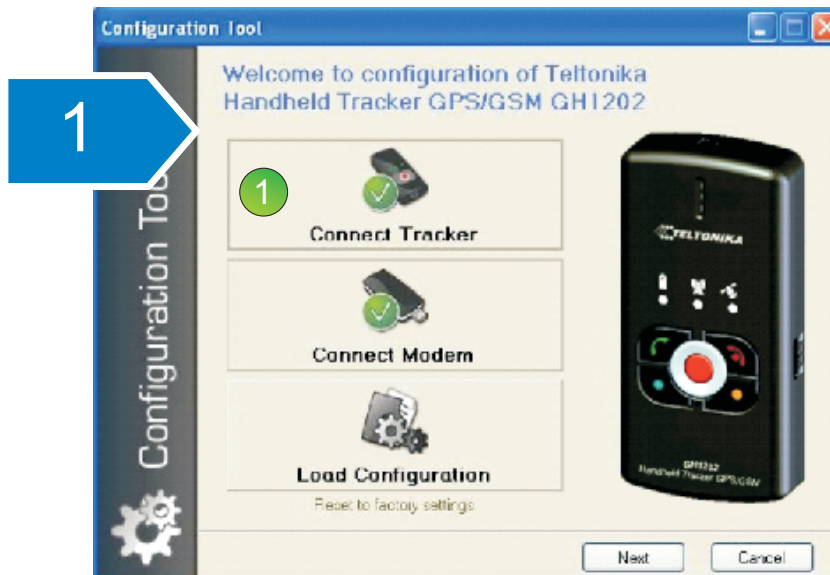 Configuration Tool
1
Welcome to configuration of Teltonika
Handheld Tracker GPS/GSM GH1202
Configuration Tool
1
Connect Tracker
Connect Modem
Load Configuration
Reset to factory settings
TELTONIKA
GH1202
Handheld Tracker GPS/GSM
Next
Cancel